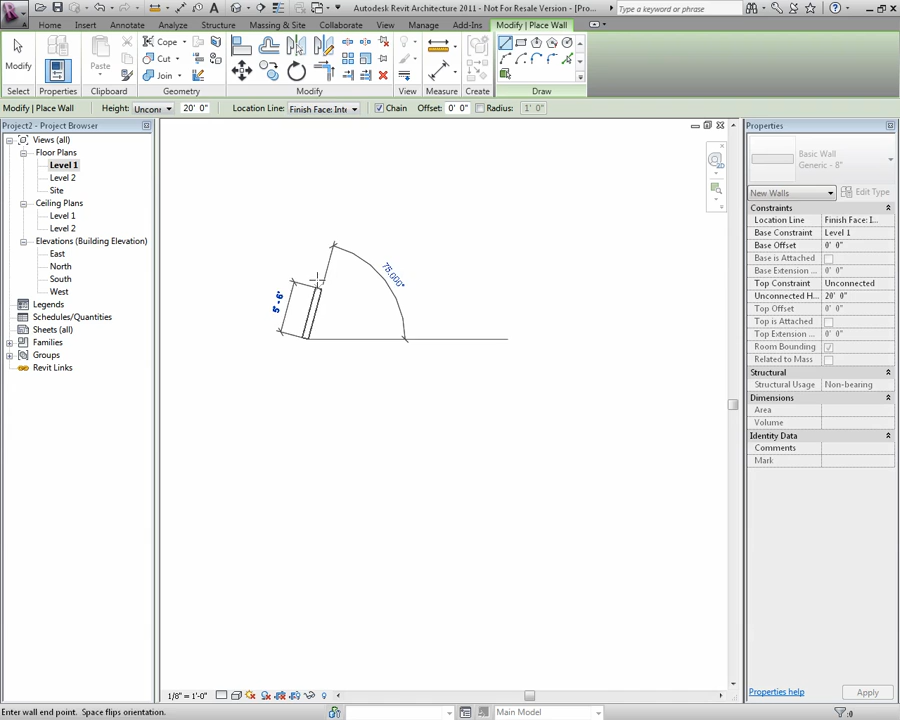 Autodesk Revit Architecture 2011 - Not For Resale Version - [Pro...
Type a keyword or phrase
Home
Insert
Annotate
Analyze
Structure
Massing & Site
Collaborate
View
Manage
Add-Ins
Modify | Place Wall
Modify
Paste
Cope
Cut
Join
Select
Properties
Clipboard
Geometry
Modify
View
Measure
Create
Draw
Modify | Place Wall
Height:
Uncon
20' 0"
Location Line:
Finish Face: Inte
Chain
Offset:
0' 0"
Radius:
1' 0"
Project2 - Project Browser
Views (all)
Floor Plans
Level 1
Level 2
Site
Ceiling Plans
Level 1
Level 2
Elevations (Building Elevation)
East
North
South
West
Legends
Schedules/Quantities
Sheets (all)
Families
Groups
Revit Links
75.000°
5' - 6"
2D
Properties
Basic Wall
Generic - 8"
New Walls
Edit Type
Constraints
Location Line
Finish Face: I...
Base Constraint
Level 1
Base Offset
0' 0"
Base is Attached
Base Extension ...
0' 0"
Top Constraint
Unconnected
Unconnected H...
20' 0"
Top Offset
0' 0"
Top is Attached
Top Extension ...
0' 0"
Room Bounding
Related to Mass
Structural
Structural Usage
Non-bearing
Dimensions
Area
Volume
Identity Data
Comments
Mark
Properties help
Apply
1/8" = 1'-0"
Enter wall end point. Space flips orientation.
Main Model
:0